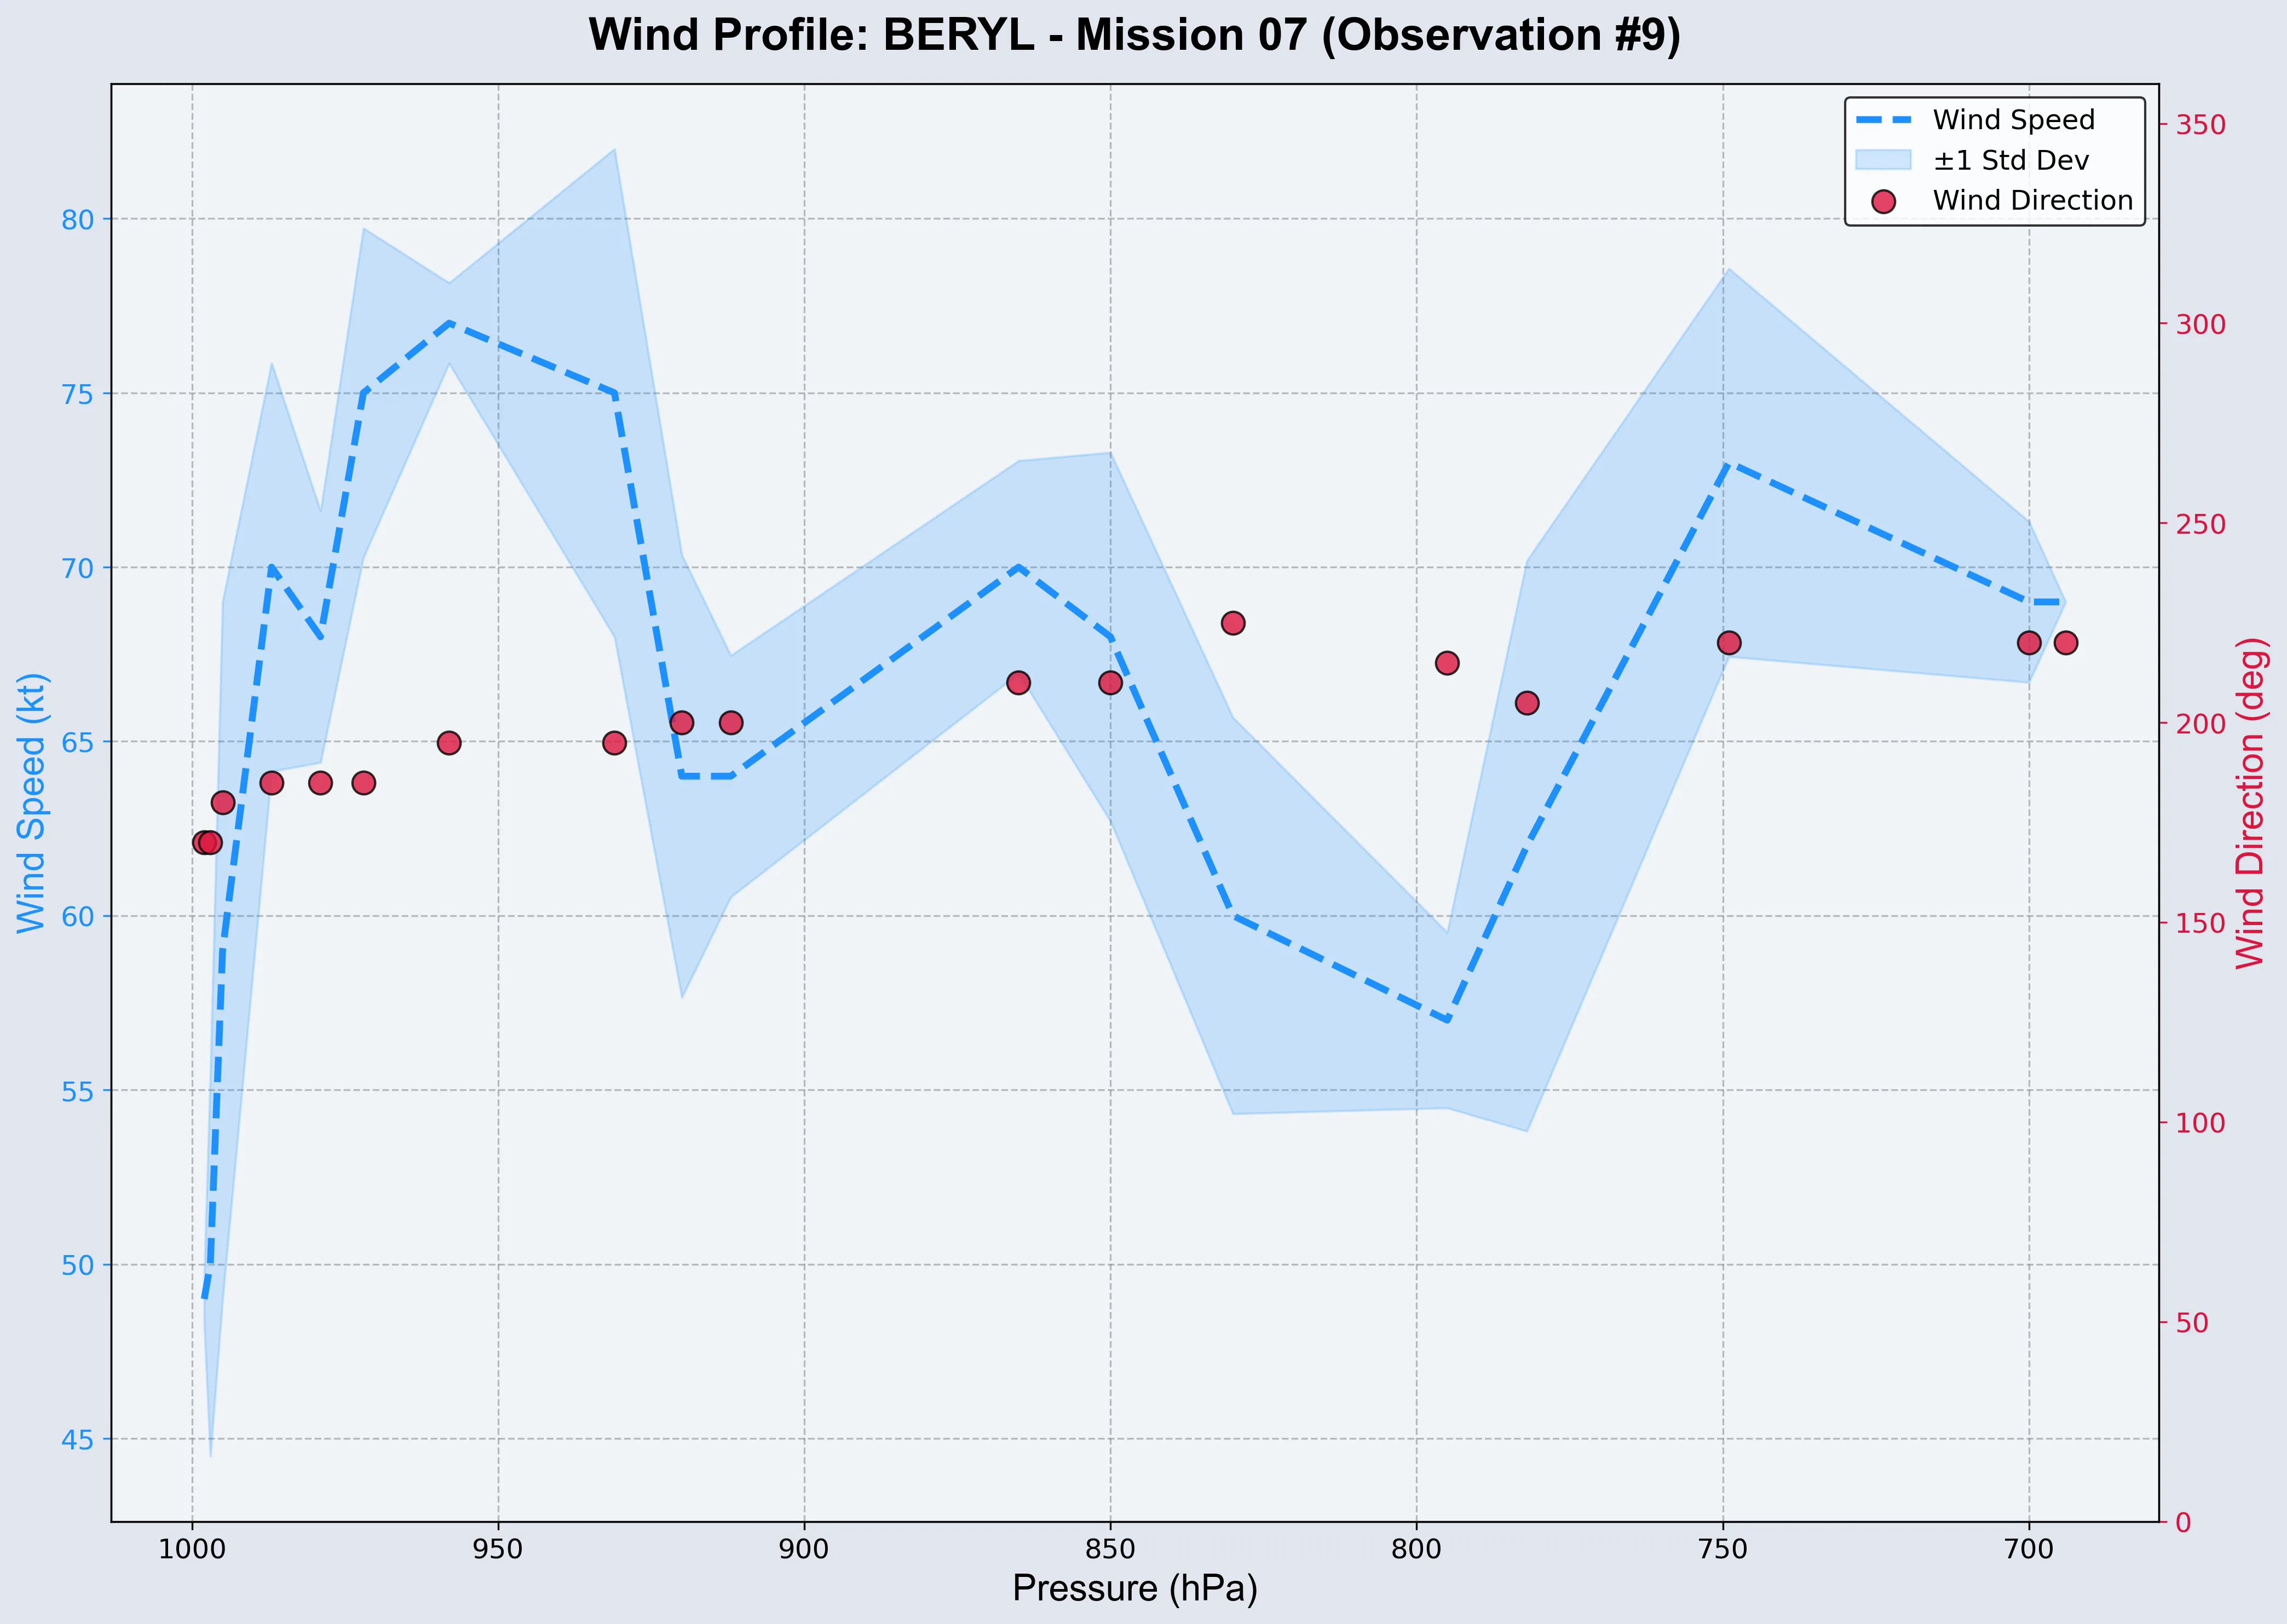 Wind Profile: BERYL - Mission 07 (Observation #9)
Wind Speed
±1 Std Dev
Wind Direction
Wind Speed (kt)
80
75
70
65
60
55
50
45
350
300
250
200
150
100
50
0
Wind Direction (deg)
1000 950 900 850 800 750 700
Pressure (hPa)